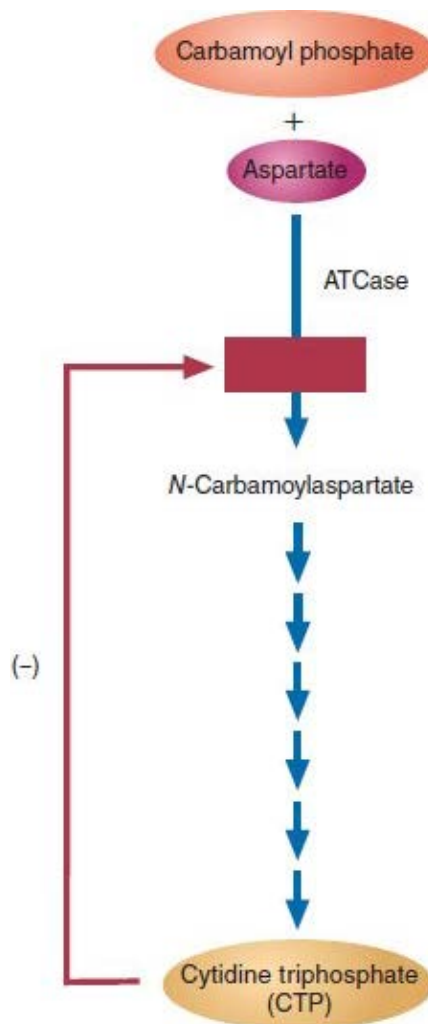 Carbamoyl phosphate
+
Aspartate
ATCase
N-Carbamoylaspartate
(–)
Cytidine triphosphate
(CTP)